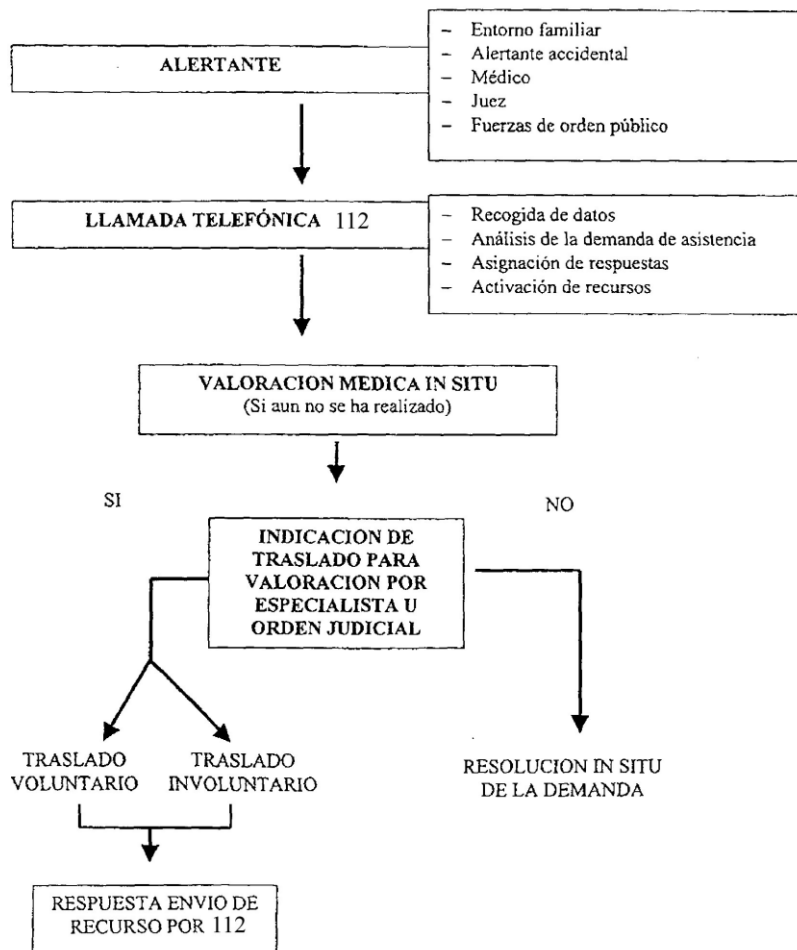 ALERTANTE
– Entorno familiar
– Alertante accidental
– Médico
– Juez
– Fuerzas de orden público
LLAMADA TELEFÓNICA 112
– Recogida de datos
– Análisis de la demanda de asistencia
– Asignación de respuestas
– Activación de recursos
VALORACION MEDICA IN SITU
(Si aun no se ha realizado)
SI
NO
INDICACION DE
TRASLADO PARA
VALORACION POR
ESPECIALISTA U
ORDEN JUDICIAL
TRASLADO
VOLUNTARIO
TRASLADO
INVOLUNTARIO
RESOLUCION IN SITU
DE LA DEMANDA
RESPUESTA ENVIO DE
RECURSO POR 112